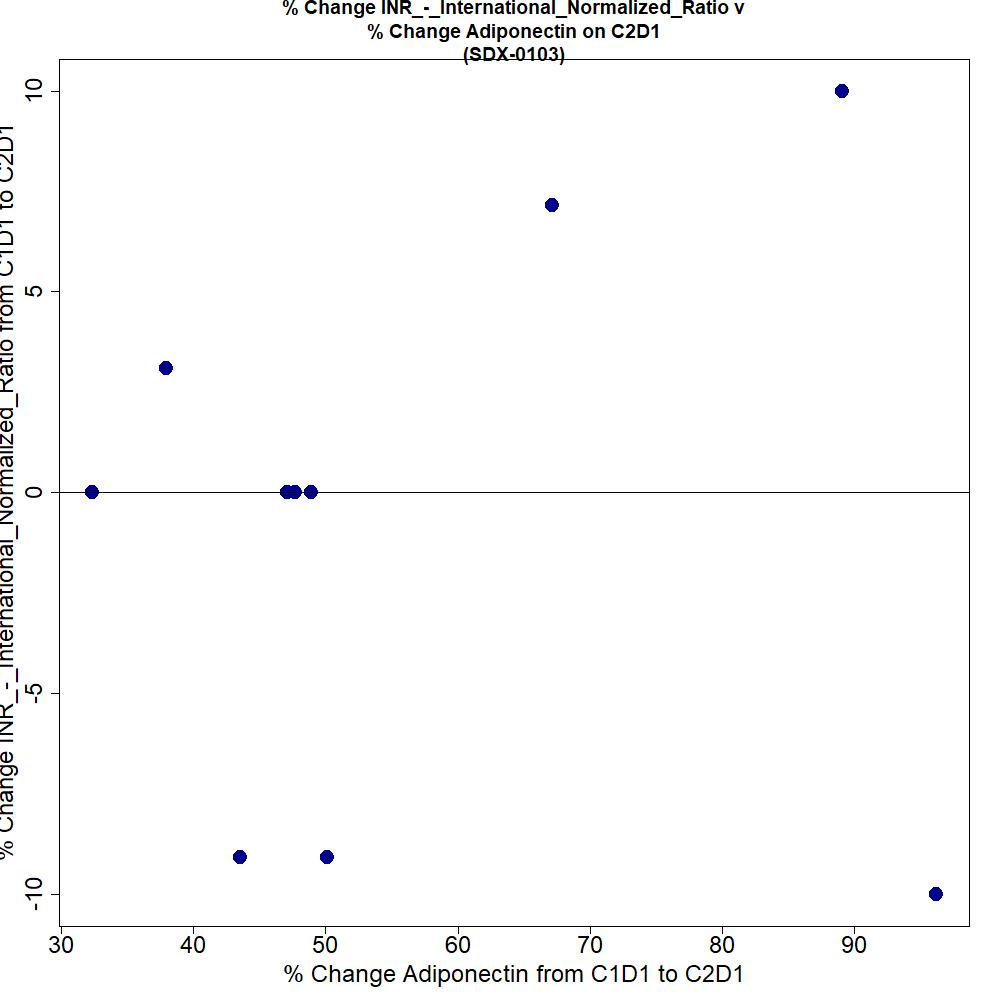 % Change INR_-_International_Normalized_Ratio v
% Change Adiponectin on C2D1
(SDX-0103)
% Change INR_-_International_Normalized_Ratio from C1D1 to C2D1
10
5
0
-5
-10
30 40 50 60 70 80 90
% Change Adiponectin from C1D1 to C2D1